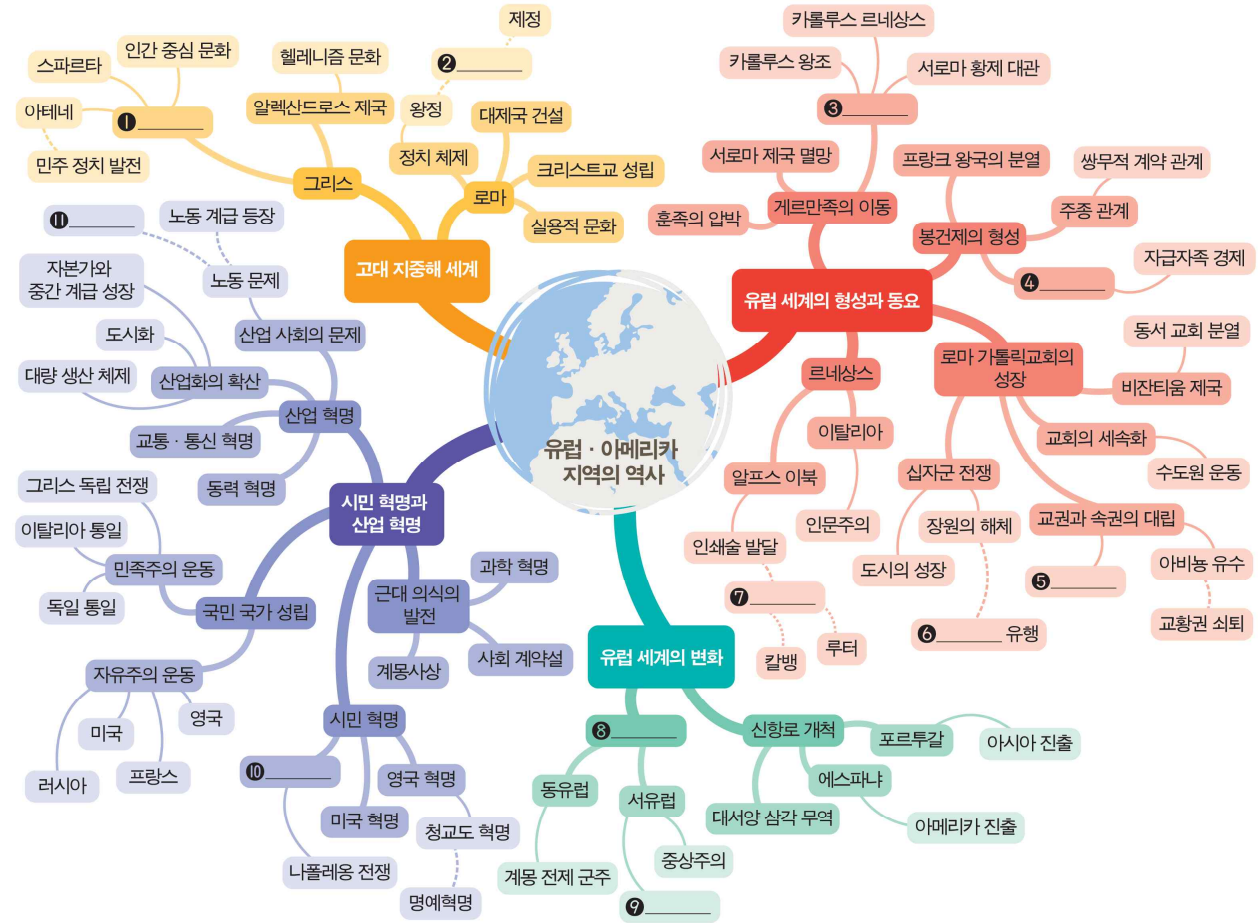 유럽 · 아메리카
지역의 역사
고대 지중해 세계
그리스
❶________
스파르타
인간 중심 문화
아테네
민주 정치 발전
알렉산드로스 제국
헬레니즘 문화
로마
정치 체제
왕정
❷________
제정
대제국 건설
크리스트교 성립
실용적 문화
유럽 세계의 형성과 동요
게르만족의 이동
훈족의 압박
서로마 제국 멸망
❸________
카롤루스 왕조
카롤루스 르네상스
서로마 황제 대관
봉건제의 형성
프랑크 왕국의 분열
주종 관계
쌍무적 계약 관계
❹________
자급자족 경제
로마 가톨릭교회의
성장
비잔티움 제국
동서 교회 분열
교회의 세속화
수도원 운동
교권과 속권의 대립
❺________
아비뇽 유수
교황권 쇠퇴
십자군 전쟁
도시의 성장
장원의 해체
❻________ 유행
르네상스
이탈리아
인문주의
알프스 이북
인쇄술 발달
❼________
칼뱅
루터
유럽 세계의 변화
❽________
동유럽
계몽 전제 군주
서유럽
중상주의
❾________
신항로 개척
포르투갈
아시아 진출
에스파냐
아메리카 진출
대서양 삼각 무역
시민 혁명과
산업 혁명
근대 의식의
발전
과학 혁명
사회 계약설
계몽사상
시민 혁명
❿________
나폴레옹 전쟁
미국 혁명
영국 혁명
청교도 혁명
명예혁명
국민 국가 성립
민족주의 운동
그리스 독립 전쟁
이탈리아 통일
독일 통일
자유주의 운동
러시아
미국
프랑스
영국
산업 혁명
동력 혁명
교통 · 통신 혁명
산업화의 확산
대량 생산 체제
도시화
자본가와
중간 계급 성장
산업 사회의 문제
노동 문제
노동 계급 등장
⓫________